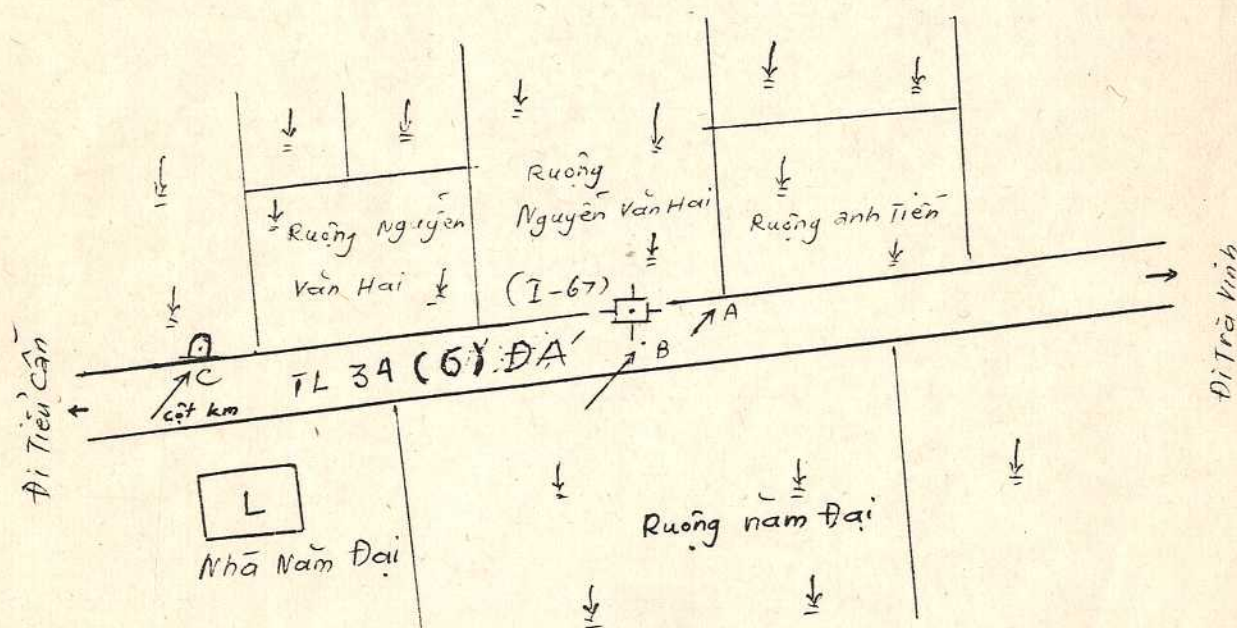 Ruộng
Nguyễn Văn Hai
Ruộng Nguyễn
Văn Hai
Ruộng anh Tiến
(I-67)
A
B
C
cột km
TL 34 (6) ĐÁ
Đi Tiểu Cần
Đi Trà Vinh
L
Nhà Năm Đại
Ruộng năm Đại